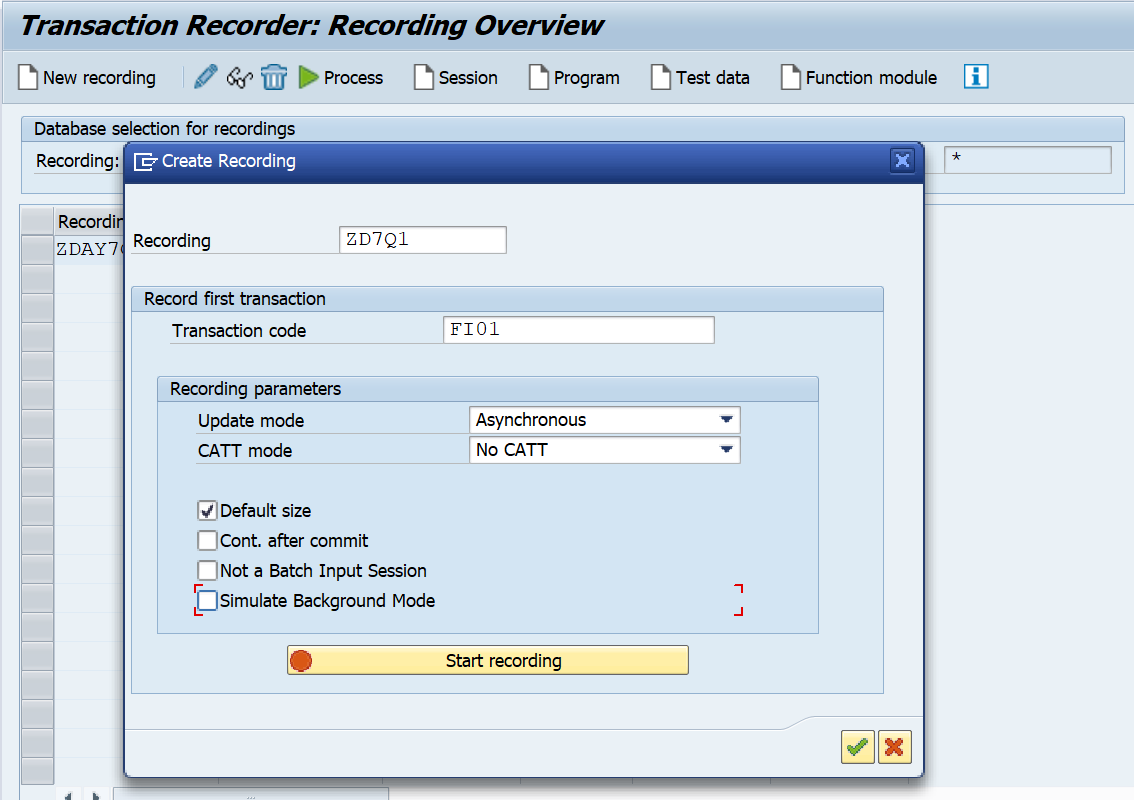 Transaction Recorder: Recording Overview
New recording Process Session Program Test data Function module
Database selection for recordings
Recording: *
Create Recording
Recording ZD7Q1
Record first transaction
Transaction code FI01
Recording parameters
Update mode Asynchronous
CATT mode No CATT
Default size
Cont. after commit
Not a Batch Input Session
Simulate Background Mode
Start recording